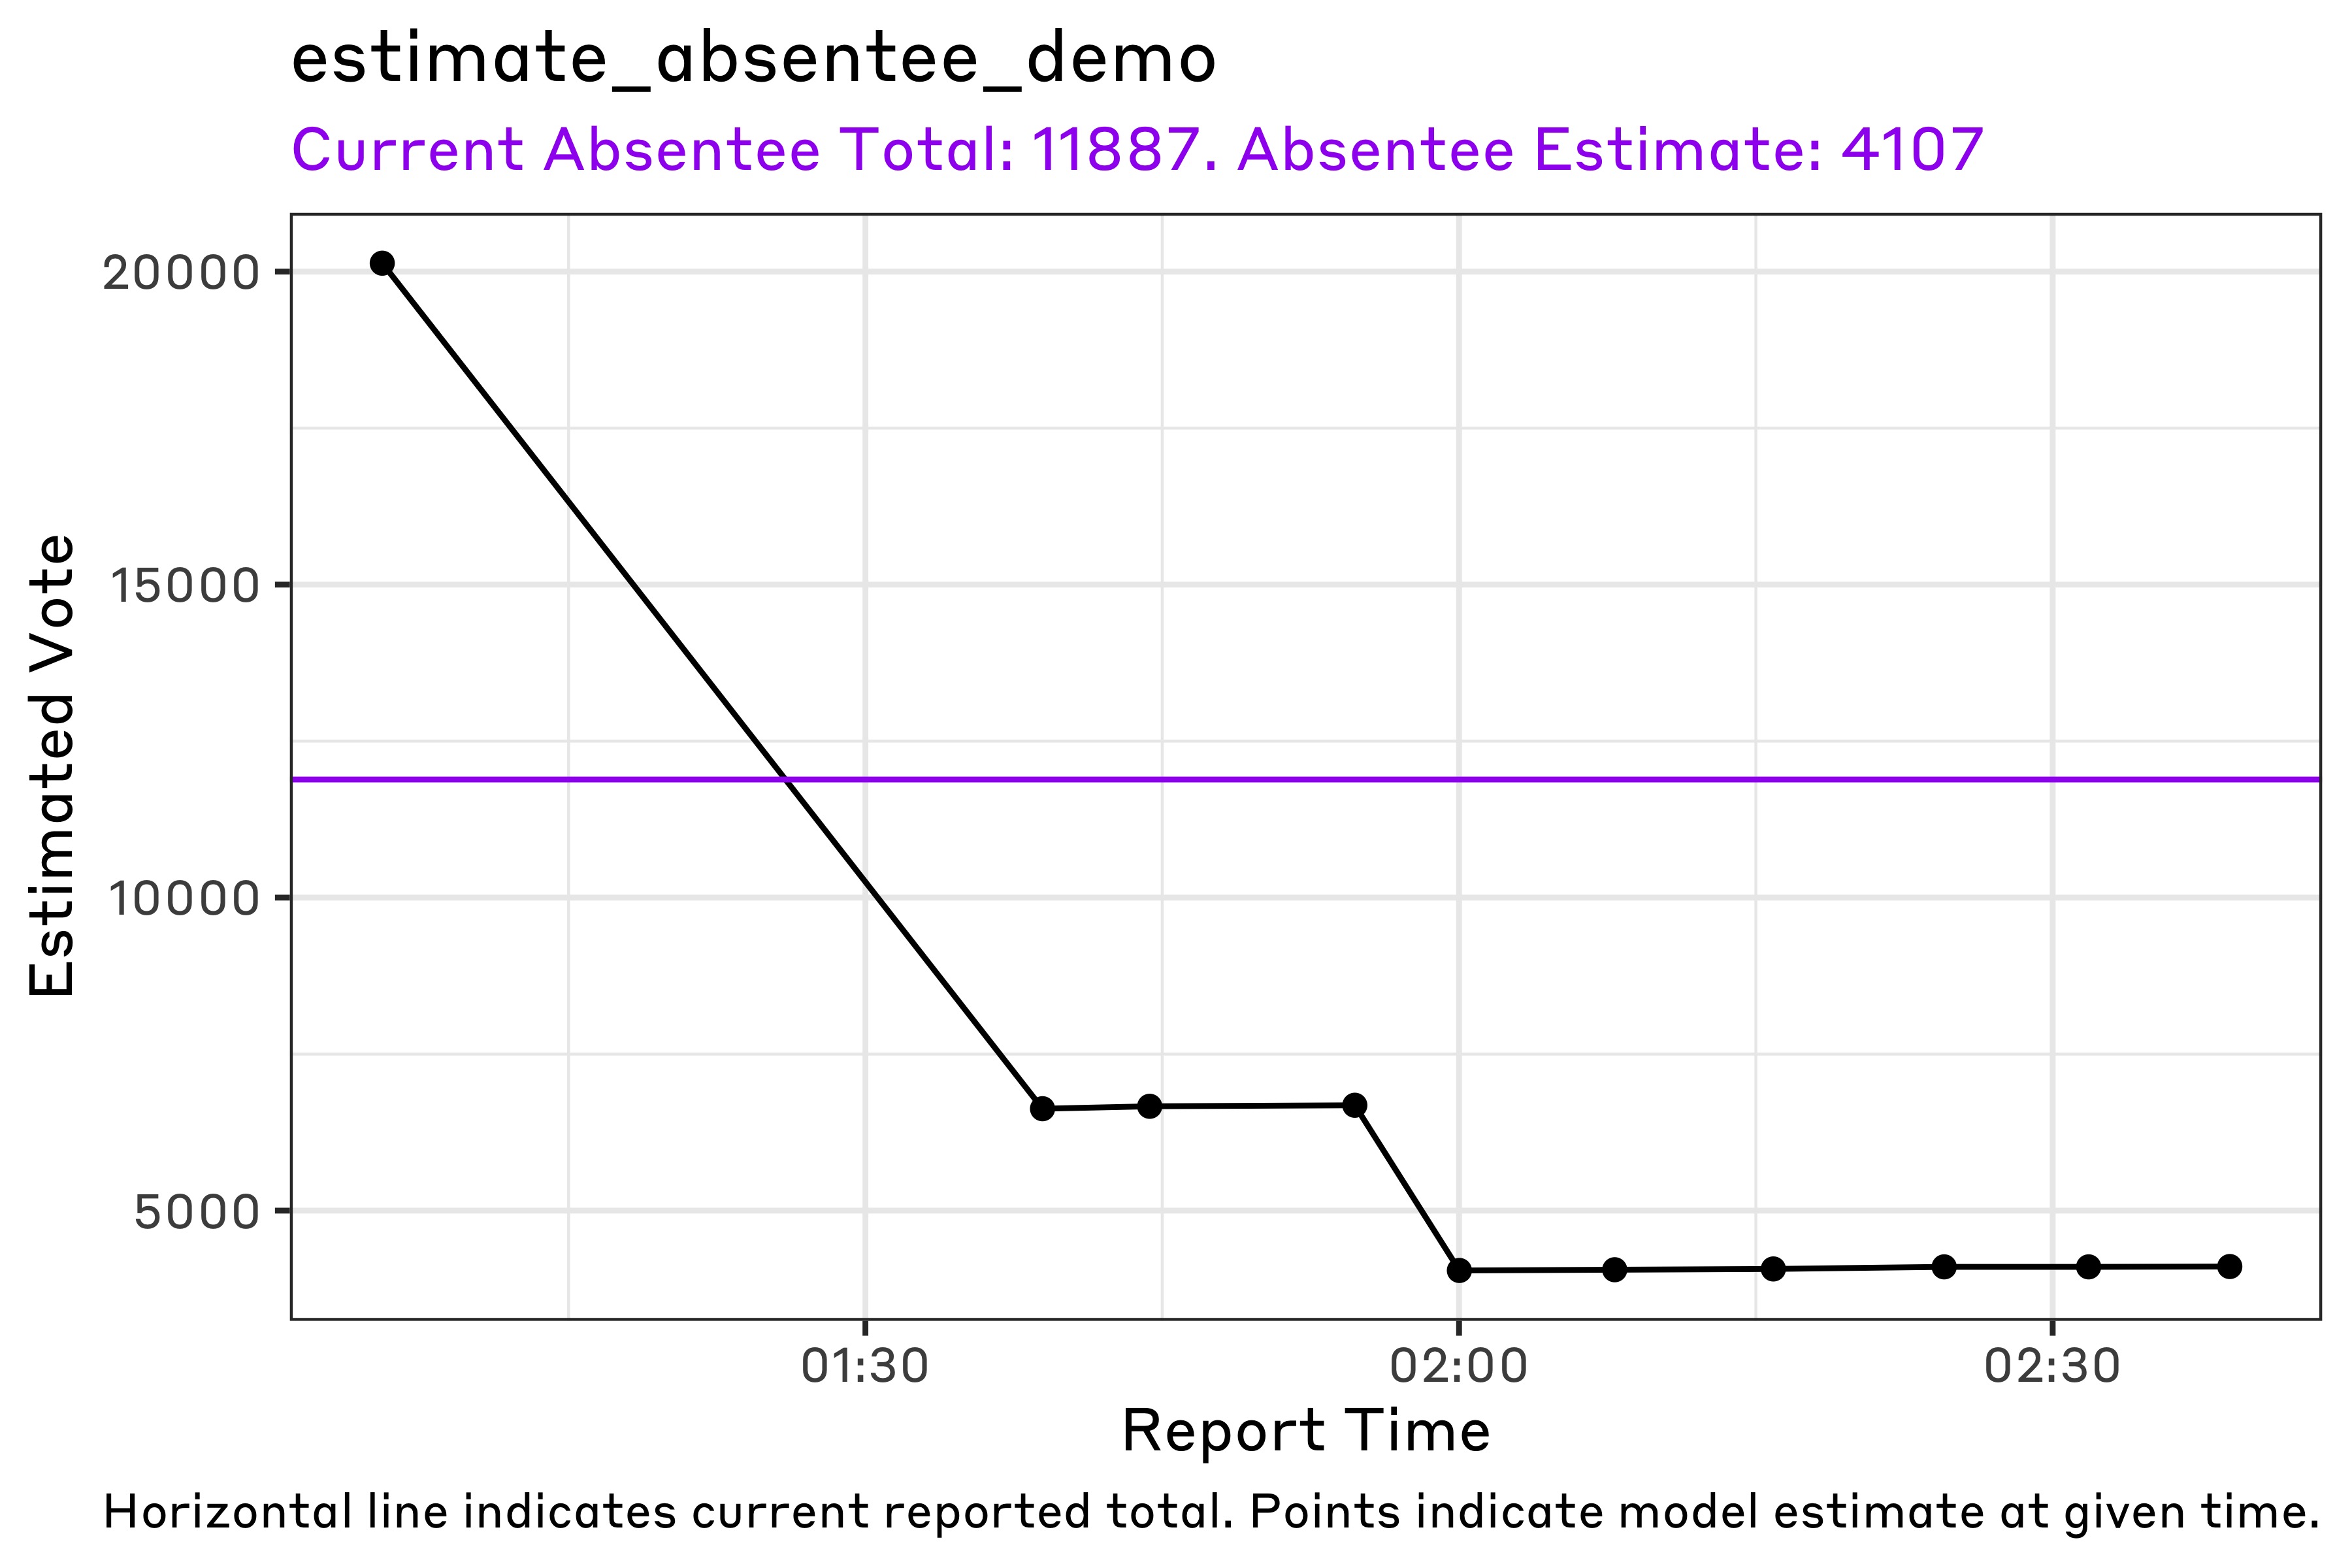 estimate_absentee_demo
Current Absentee Total: 11887. Absentee Estimate: 4107
Estimated Vote
20000
15000
10000
5000
01:30 02:00 02:30
Report Time
Horizontal line indicates current reported total. Points indicate model estimate at given time.